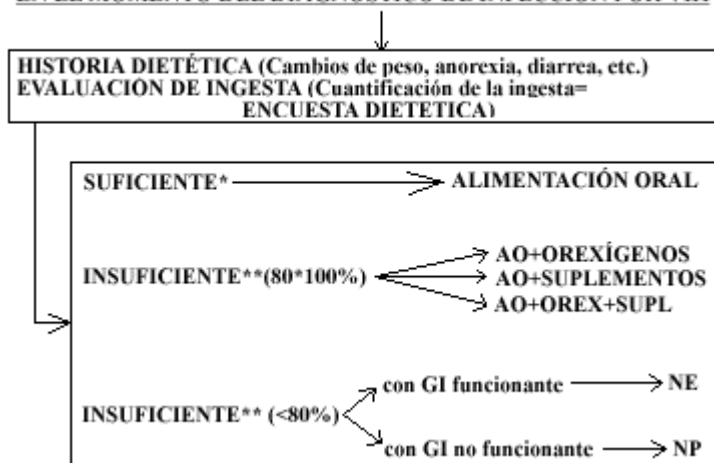 HISTORIA DIETÉTICA (Cambios de peso, anorexia, diarrea, etc.)
EVALUACIÓN DE INGESTA (Cuantificación de la ingesta=
ENCUESTA DIETETICA)
SUFICIENTE* ALIMENTACIÓN ORAL
INSUFICIENTE**(80*100%)
AO+OREXÍGENOS
AO+SUPLEMENTOS
AO+OREX+SUPL
INSUFICIENTE** (<80%)
con GI funcionante NE
con GI no funcionante NP